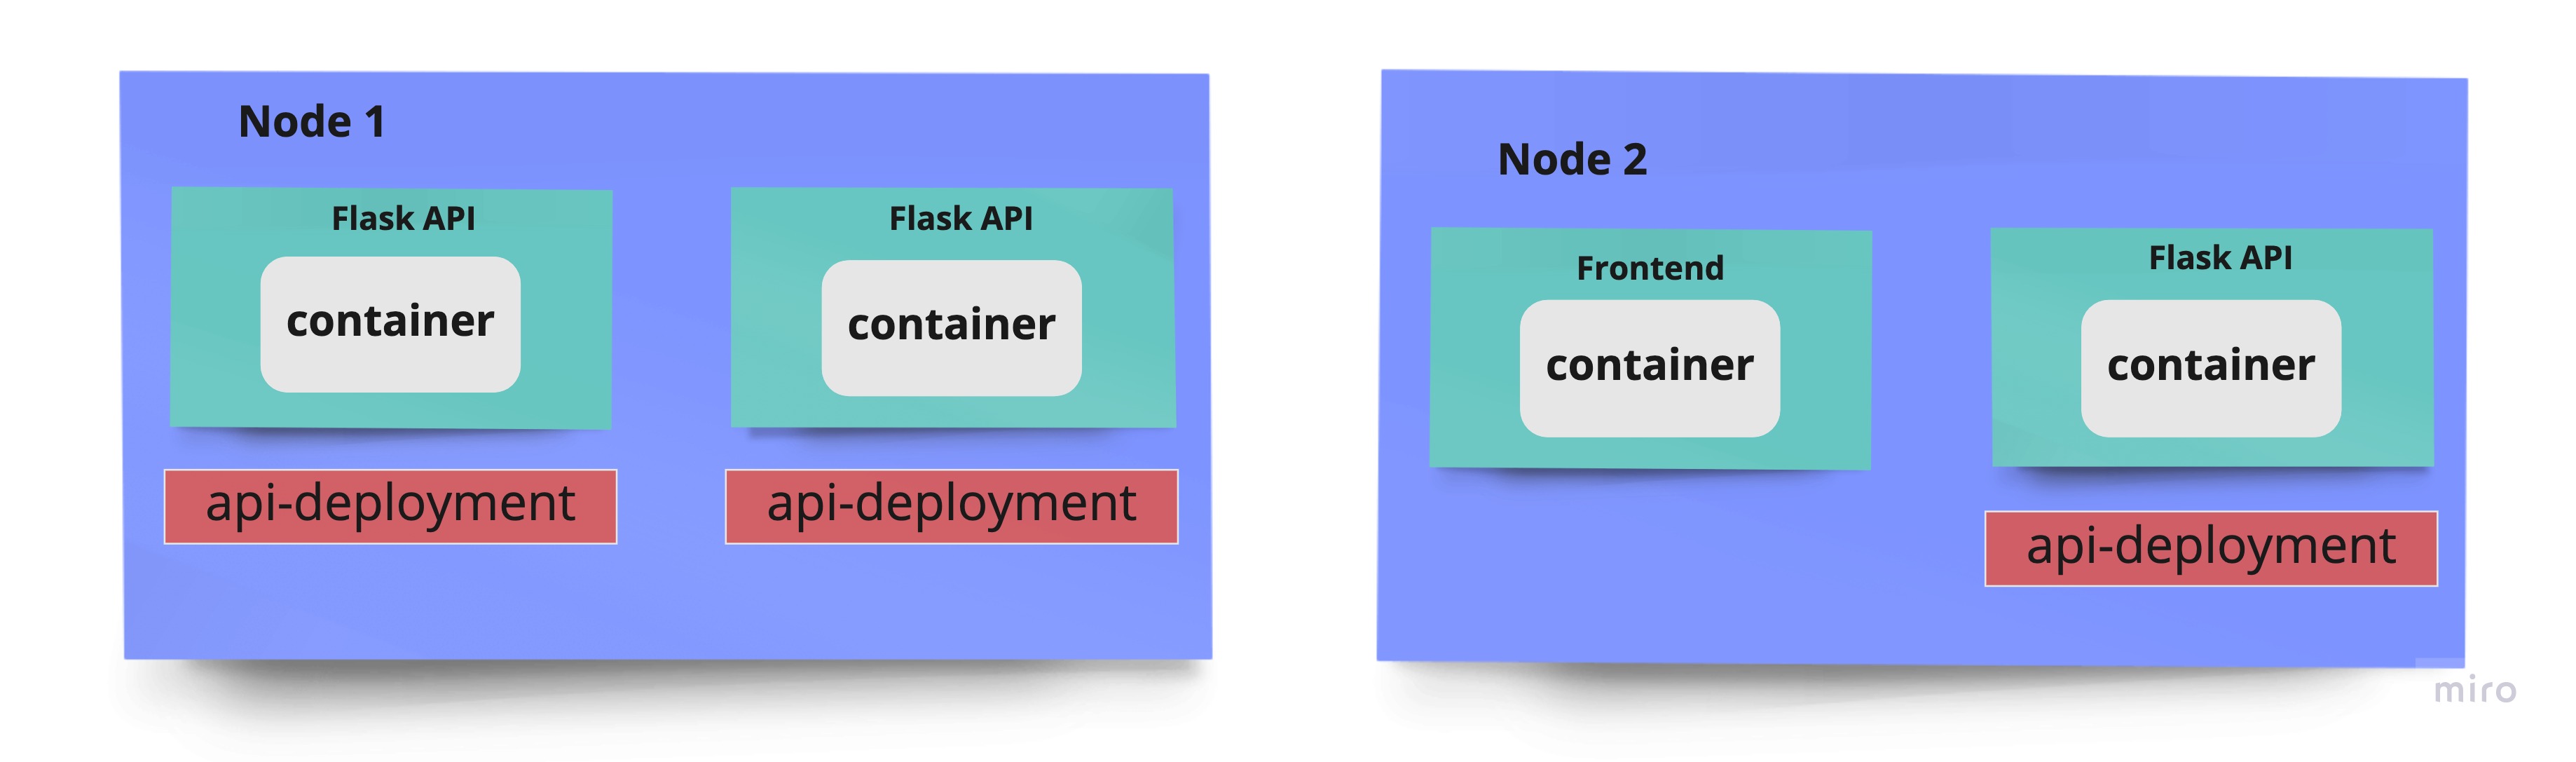 Node 1
Flask API
container
api-deployment
Flask API
container
api-deployment
Node 2
Frontend
container
Flask API
container
api-deployment
miro